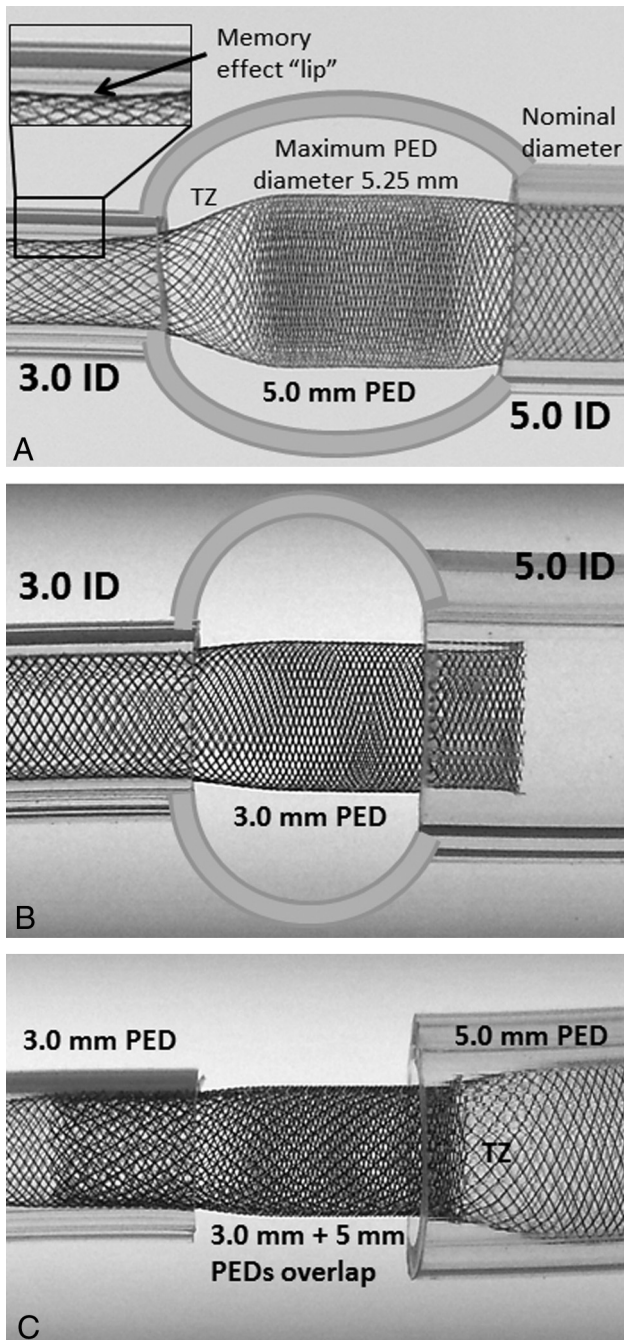 Memory
effect “lip”
Nominal
diameter
Maximum PED
diameter 5.25 mm
TZ
3.0 ID
5.0 mm PED
5.0 ID
A
3.0 ID
5.0 ID
3.0 mm PED
B
3.0 mm PED
5.0 mm PED
TZ
3.0 mm + 5 mm
PEDs overlap
C